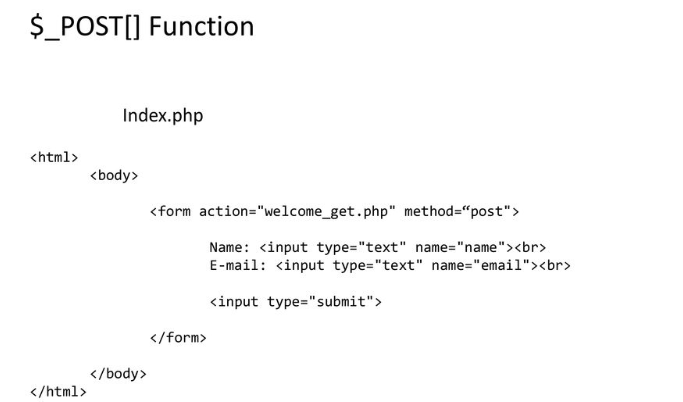 $_POST[] Function
Index.php
<html>
<body>
<form action="welcome_get.php" method=“post">
Name: <input type="text" name="name"><br>
E-mail: <input type="text" name="email"><br>
<input type="submit">
</form>
</body>
</html>